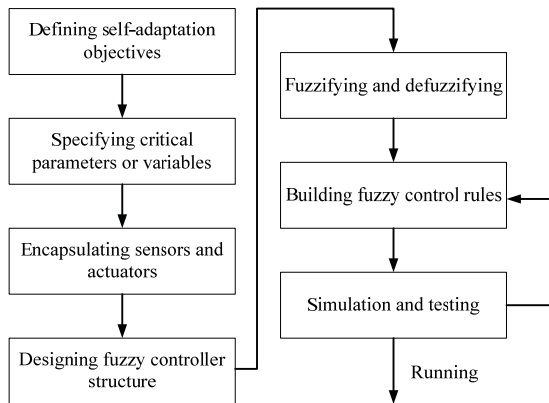 Defining self-adaptation
objectives
Specifying critical
parameters or variables
Encapsulating sensors and
actuators
Designing fuzzy controller
structure
Fuzzifying and defuzzifying
Building fuzzy control rules
Simulation and testing
Running